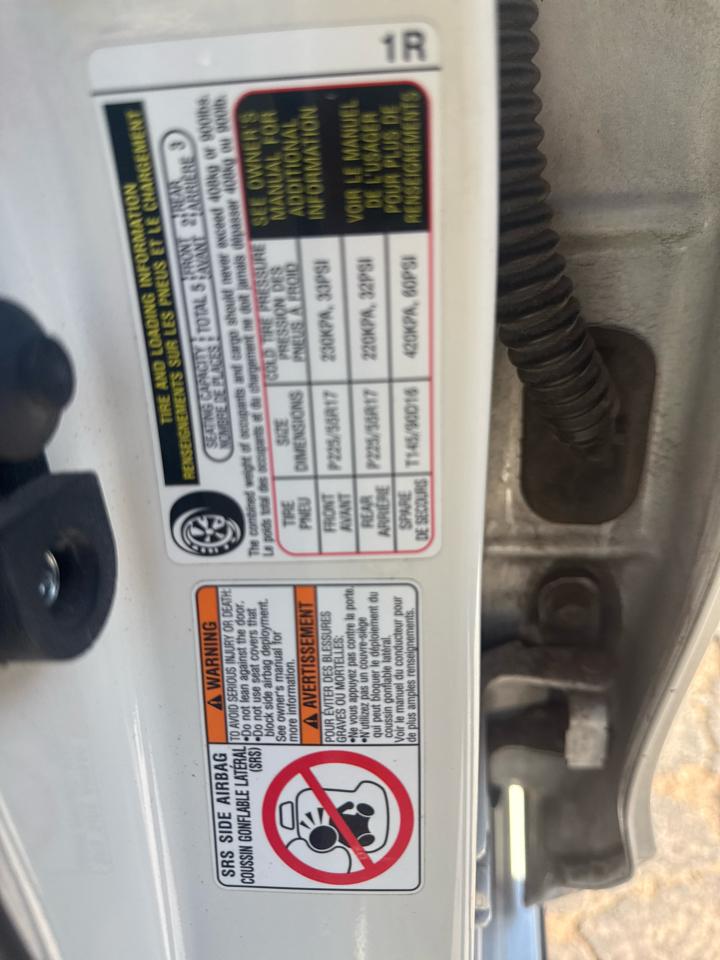 1R
TIRE AND LOADING INFORMATION
RENSEIGNEMENTS SUR LES PNEUS ET LE CHARGEMENT
SEATING CAPACITY TOTAL 5 FRONT 2 REAR 3
NOMBRE DE PLACES AVANT ARRIÈRE
The combined weight of occupants and cargo should never exceed 408kg or 900lbs.
Le poids total des occupants et du chargement ne doit jamais dépasser 408kg ou 900lb.
TIRE SIZE COLD TIRE PRESSURE
PNEU DIMENSIONS PRESSION DES PNEUS À FROID
FRONT P225/55R17 230KPA, 33PSI
AVANT
REAR P225/55R17 220KPA, 32PSI
ARRIÈRE
SPARE T145/90D16 420KPA, 60PSI
DE SECOURS
SEE OWNER'S
MANUAL FOR
ADDITIONAL
INFORMATION
VOIR LE MANUEL
DE L'USAGER
POUR PLUS DE
RENSEIGNEMENTS
SRS SIDE AIRBAG
COUSSIN GONFLABLE LATÉRAL
(SRS)
WARNING
TO AVOID SERIOUS INJURY OR DEATH:
•Do not lean against the door.
•Do not use seat covers that
block side airbag deployment.
See owner's manual for
more information.
AVERTISSEMENT
POUR ÉVITER DES BLESSURES
GRAVES OU MORTELLES:
•Ne vous appuyez pas contre la porte.
•N'utilizez pas un couvre-siège
qui peut bloquer le déploiement du
coussin gonflable latéral.
Voir le manuel du conducteur pour
de plus amples renseignements.